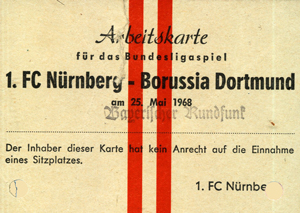 Arbeitskarte
für das Bundesligaspiel
1. FC Nürnberg - Borussia Dortmund
am 25. Mai 1968
Bayerischer Rundfunk
Der Inhaber dieser Karte hat kein Anrecht auf die Einnahme
eines Sitzplatzes.
1. FC Nürnbe